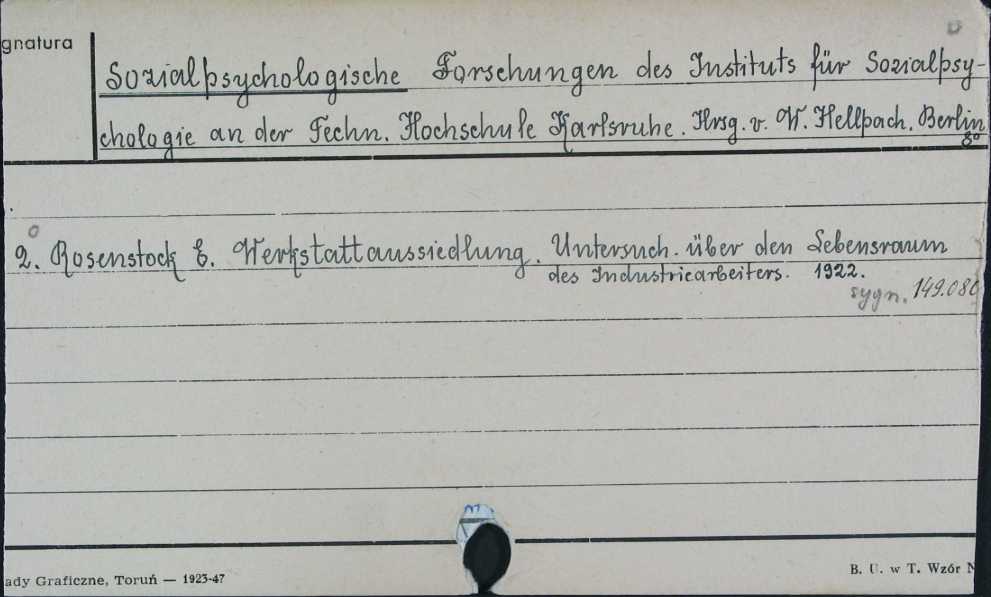 gnatura
Sozialpsychologische Forschungen des Instituts für Sozialpsy-
chologie an der Techn. Hochschule Karlsruhe. Hrsg. v. W. Hellpach. Berlin
8°
2. Rosenstock E. Werkstattaussiedlung. Untersuch. über den Lebensraum
des Industriearbeiters. 1922.
sygn. 149.080
ady Graficzne, Toruń — 1923-47
B. U. w T. Wzór N